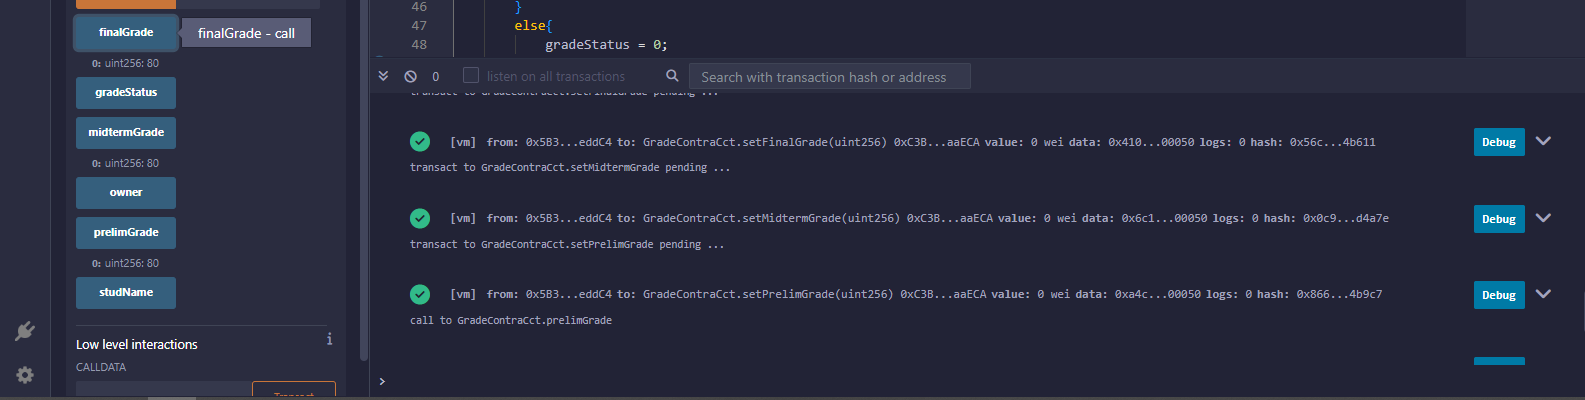 finalGrade
finalGrade - call
0: uint256: 80
gradeStatus
midtermGrade
0: uint256: 80
owner
prelimGrade
0: uint256: 80
studName
Low level interactions
i
CALLDATA
Transact
46 }
47 else{
48 gradeStatus = 0;
0 listen on all transactions Search with transaction hash or address
transact to GradeContraCct.setFinalGrade pending ...
[vm] from: 0x5B3...eddC4 to: GradeContraCct.setFinalGrade(uint256) 0xC3B...aaECA value: 0 wei data: 0x410...00050 logs: 0 hash: 0x56c...4b611 Debug
transact to GradeContraCct.setMidtermGrade pending ...
[vm] from: 0x5B3...eddC4 to: GradeContraCct.setMidtermGrade(uint256) 0xC3B...aaECA value: 0 wei data: 0x6c1...00050 logs: 0 hash: 0x0c9...d4a7e Debug
transact to GradeContraCct.setPrelimGrade pending ...
[vm] from: 0x5B3...eddC4 to: GradeContraCct.setPrelimGrade(uint256) 0xC3B...aaECA value: 0 wei data: 0xa4c...00050 logs: 0 hash: 0x866...4b9c7 Debug
call to GradeContraCct.prelimGrade
>